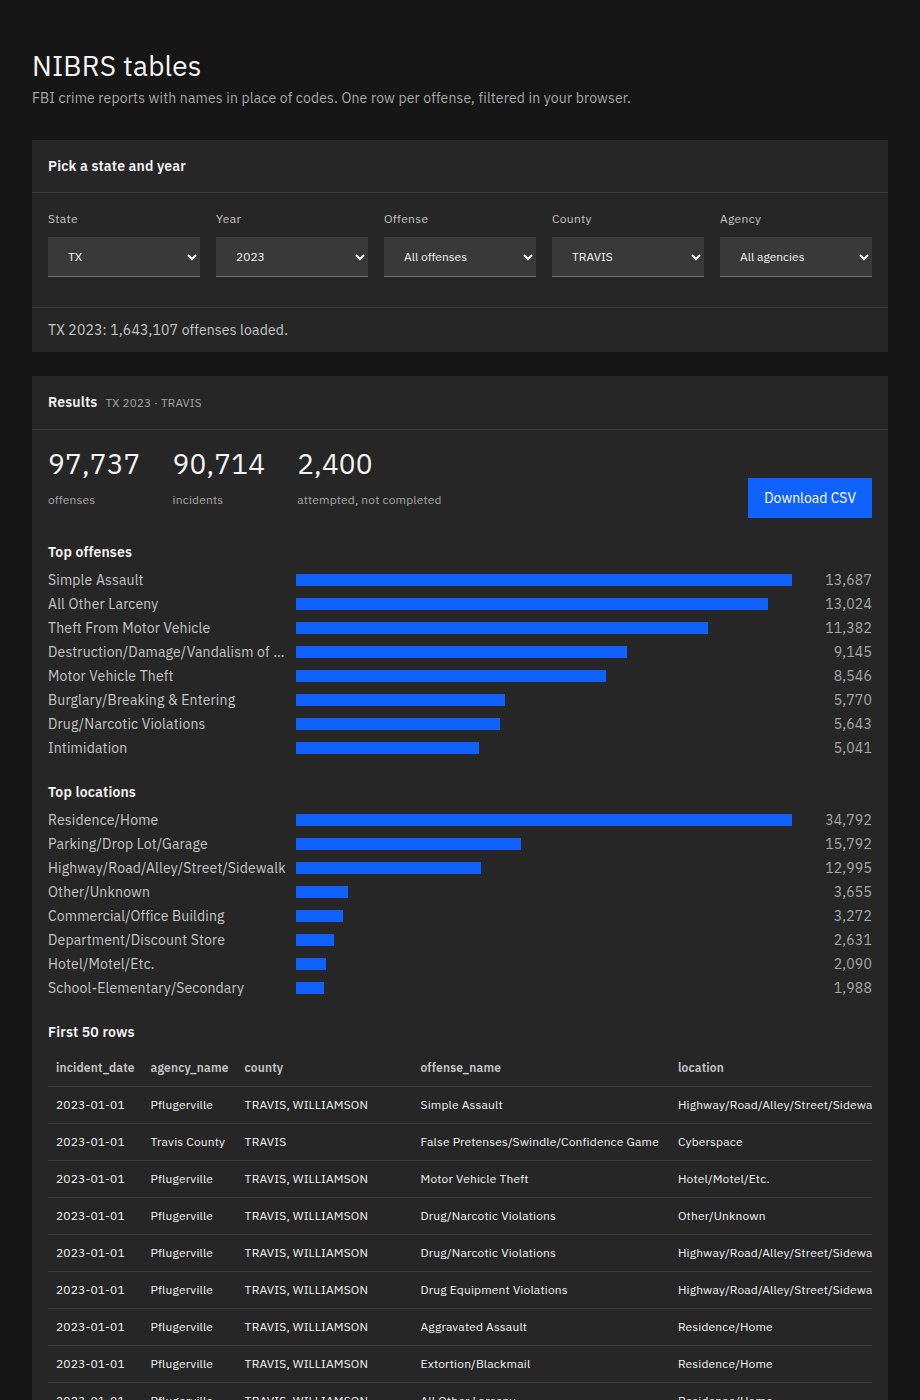 NIBRS tables
FBI crime reports with names in place of codes. One row per offense, filtered in your browser.
Pick a state and year
State Year Offense County Agency
TX 2023 All offenses TRAVIS All agencies
TX 2023: 1,643,107 offenses loaded.
Results TX 2023 · TRAVIS
97,737 90,714 2,400
offenses incidents attempted, not completed
Download CSV
Top offenses
Simple Assault 13,687
All Other Larceny 13,024
Theft From Motor Vehicle 11,382
Destruction/Damage/Vandalism of ... 9,145
Motor Vehicle Theft 8,546
Burglary/Breaking & Entering 5,770
Drug/Narcotic Violations 5,643
Intimidation 5,041
Top locations
Residence/Home 34,792
Parking/Drop Lot/Garage 15,792
Highway/Road/Alley/Street/Sidewalk 12,995
Other/Unknown 3,655
Commercial/Office Building 3,272
Department/Discount Store 2,631
Hotel/Motel/Etc. 2,090
School-Elementary/Secondary 1,988
First 50 rows
incident_date agency_name county offense_name location
2023-01-01 Pflugerville TRAVIS, WILLIAMSON Simple Assault Highway/Road/Alley/Street/Sidewa
2023-01-01 Travis County TRAVIS False Pretenses/Swindle/Confidence Game Cyberspace
2023-01-01 Pflugerville TRAVIS, WILLIAMSON Motor Vehicle Theft Hotel/Motel/Etc.
2023-01-01 Pflugerville TRAVIS, WILLIAMSON Drug/Narcotic Violations Other/Unknown
2023-01-01 Pflugerville TRAVIS, WILLIAMSON Drug/Narcotic Violations Highway/Road/Alley/Street/Sidewa
2023-01-01 Pflugerville TRAVIS, WILLIAMSON Drug Equipment Violations Highway/Road/Alley/Street/Sidewa
2023-01-01 Pflugerville TRAVIS, WILLIAMSON Aggravated Assault Residence/Home
2023-01-01 Pflugerville TRAVIS, WILLIAMSON Extortion/Blackmail Residence/Home